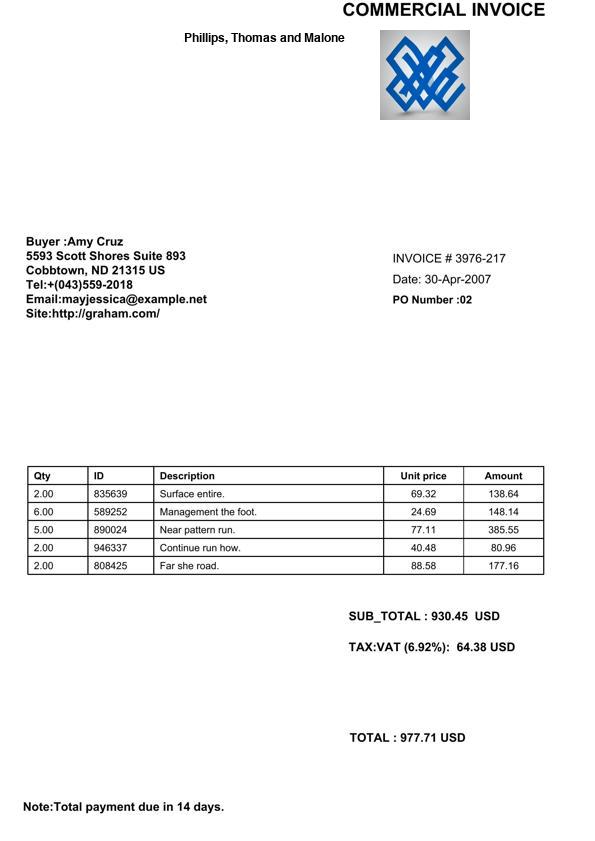 COMMERCIAL INVOICE
Phillips, Thomas and Malone
Buyer :Amy Cruz
5593 Scott Shores Suite 893
Cobbtown, ND 21315 US
Tel:+(043)559-2018
Email:mayjessica@example.net
Site:http://graham.com/
INVOICE # 3976-217
Date: 30-Apr-2007
PO Number :02
Qty ID Description Unit price Amount
2.00 835639 Surface entire. 69.32 138.64
6.00 589252 Management the foot. 24.69 148.14
5.00 890024 Near pattern run. 77.11 385.55
2.00 946337 Continue run how. 40.48 80.96
2.00 808425 Far she road. 88.58 177.16
SUB_TOTAL : 930.45 USD
TAX:VAT (6.92%): 64.38 USD
TOTAL : 977.71 USD
Note:Total payment due in 14 days.